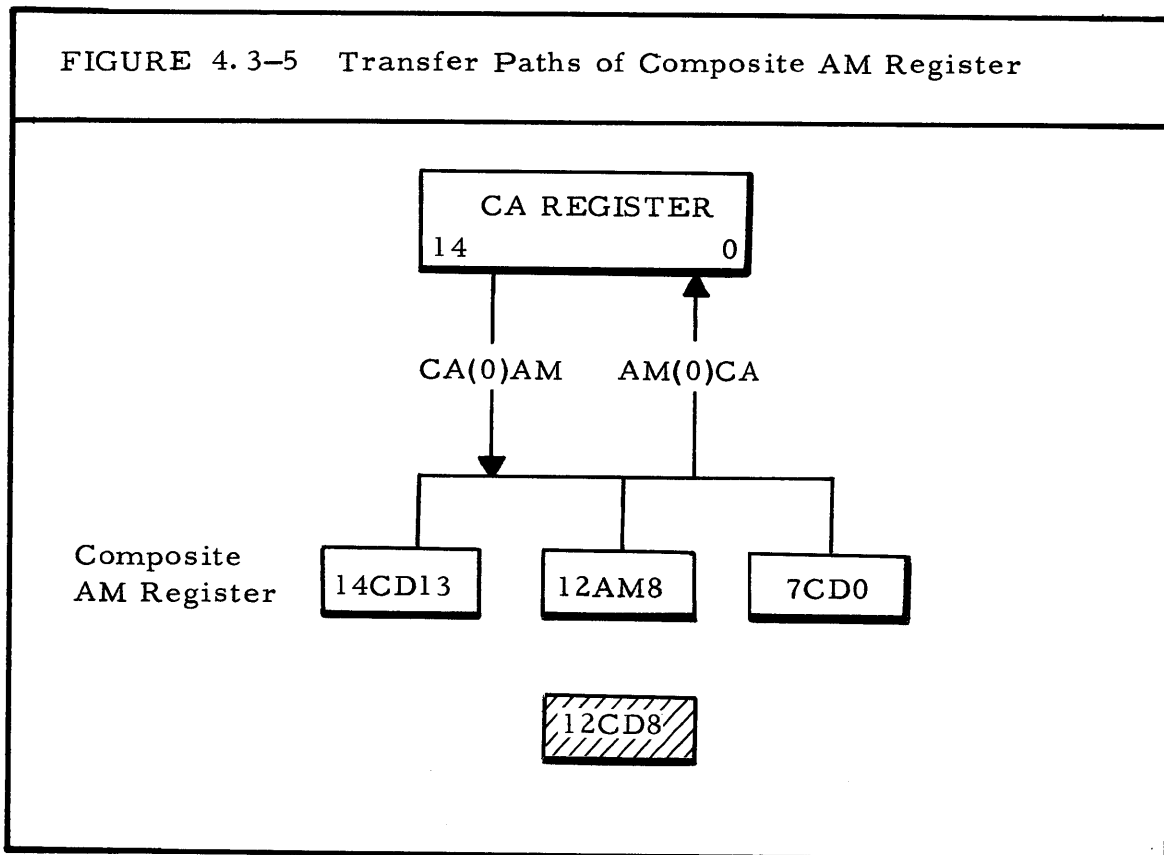 FIGURE 4.3-5 Transfer Paths of Composite AM Register
CA REGISTER
14 0
CA(0)AM AM(0)CA
Composite
AM Register
14CD13 12AM8 7CD0
12CD8